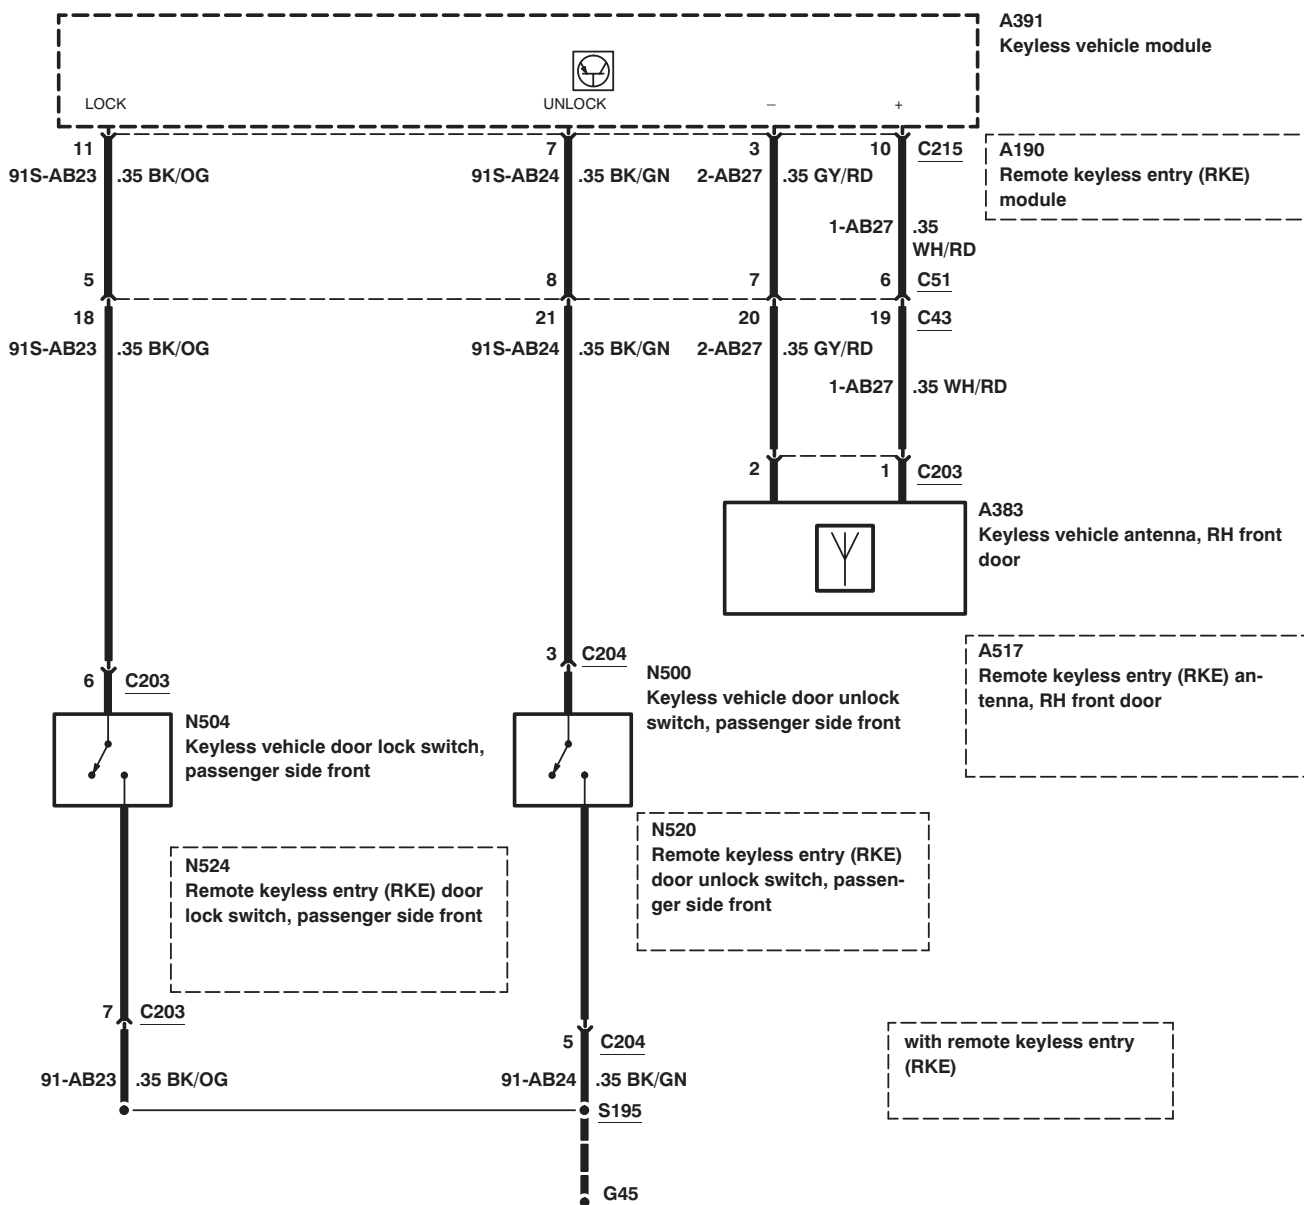 A391
Keyless vehicle module
LOCK
UNLOCK
–
+
11
7
3
10
C215
91S-AB23
.35 BK/OG
91S-AB24
.35 BK/GN
2-AB27
.35 GY/RD
A190
Remote keyless entry (RKE)
module
1-AB27
.35
WH/RD
5
8
7
6
C51
18
21
20
19
C43
91S-AB23
.35 BK/OG
91S-AB24
.35 BK/GN
2-AB27
.35 GY/RD
1-AB27
.35 WH/RD
2
1
C203
A383
Keyless vehicle antenna, RH front
door
3
C204
N500
Keyless vehicle door unlock
switch, passenger side front
A517
Remote keyless entry (RKE) an-
tenna, RH front door
6
C203
N504
Keyless vehicle door lock switch,
passenger side front
N520
Remote keyless entry (RKE)
door unlock switch, passen-
ger side front
N524
Remote keyless entry (RKE) door
lock switch, passenger side front
7
C203
5
C204
with remote keyless entry
(RKE)
91-AB23
.35 BK/OG
91-AB24
.35 BK/GN
S195
G45